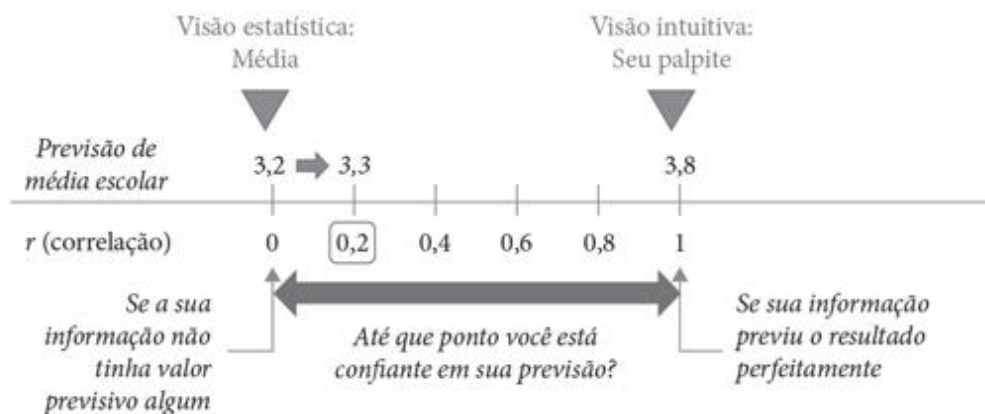 Visão estatística:
Média
Visão intuitiva:
Seu palpite
Previsão de
média escolar
3,2 3,3 3,8
r (correlação) 0 0,2 0,4 0,6 0,8 1
Se a sua
informação não
tinha valor
previsivo algum
Até que ponto você está
confiante em sua previsão?
Se sua informação
previu o resultado
perfeitamente